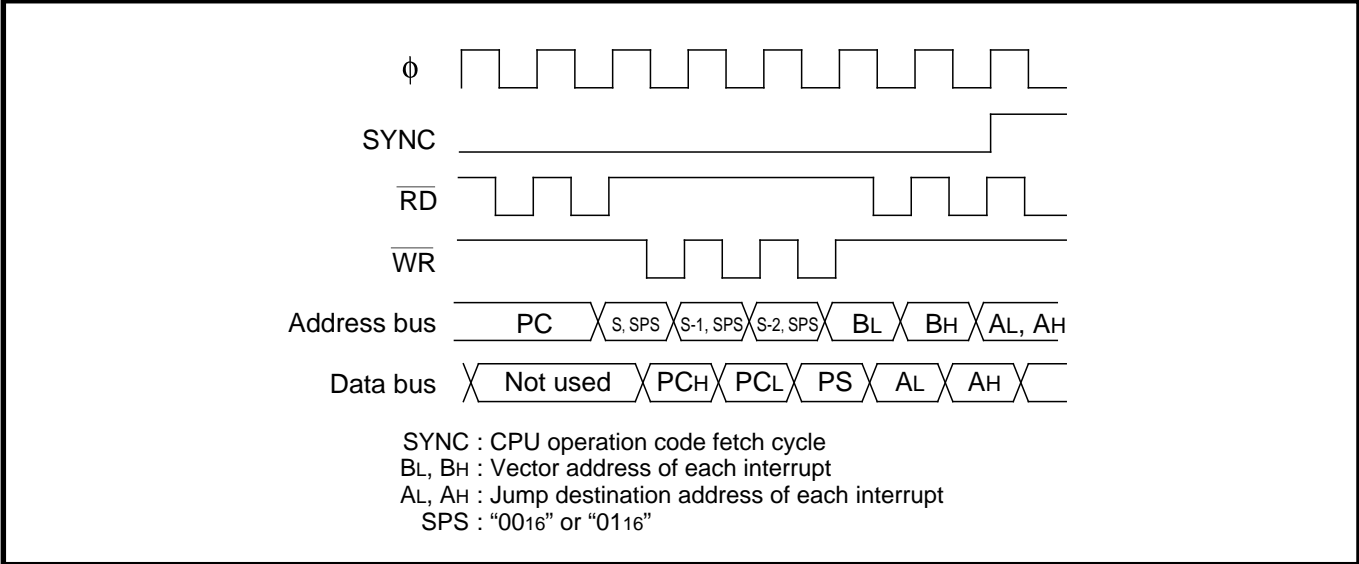 ϕ
SYNC
RD
WR
Address bus PC S, SPS S-1, SPS S-2, SPS BL BH AL, AH
Data bus Not used PCH PCL PS AL AH
SYNC : CPU operation code fetch cycle
BL, BH : Vector address of each interrupt
AL, AH : Jump destination address of each interrupt
SPS : “0016” or “0116”